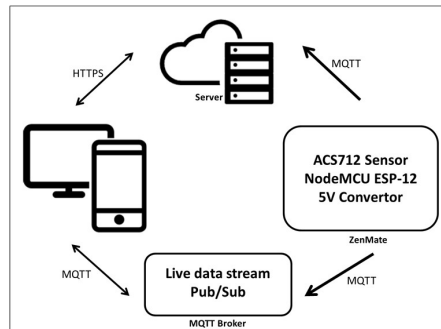 HTTPS
MQTT
Server
ACS712 Sensor
NodeMCU ESP-12
5V Convertor
ZenMate
MQTT
Live data stream
Pub/Sub
MQTT
MQTT Broker